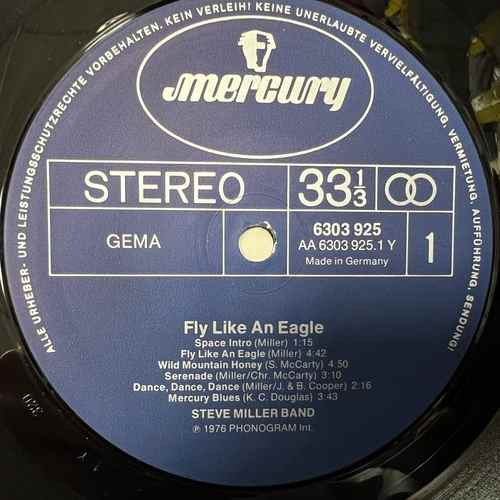 ALLE URHEBER- UND LEISTUNGSSCHUTZRECHTE VORBEHALTEN. KEIN VERLEIH! KEINE UNERLAUBTE VERVIELFÄLTIGUNG, VERMIETUNG, AUFFÜHRUNG, SENDUNG!
mercury
STEREO 33 1/3
GEMA
6303 925
AA 6303 925.1 Y
Made in Germany
1
Fly Like An Eagle
Space Intro (Miller) 1:15
Fly Like An Eagle (Miller) 4:42
Wild Mountain Honey (S. McCarty) 4.50
Serenade (Miller/Chr. McCarty) 3:10
Dance, Dance, Dance (Miller/J. & B. Cooper) 2:16
Mercury Blues (K. C. Douglas) 3:43
STEVE MILLER BAND
Ⓟ 1976 PHONOGRAM Int.